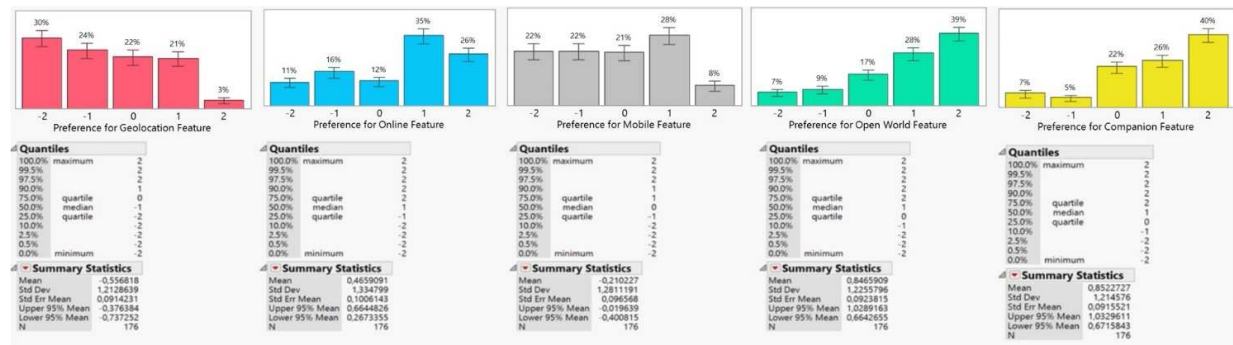 30%
24%
22%
21%
3%
-2 -1 0 1 2
Preference for Geolocation Feature
Quantiles
100.0% maximum 2
99.5% 2
97.5% 2
90.0% 1
75.0% quartile 0
50.0% median -1
25.0% quartile -2
10.0% -2
2.5% -2
0.5% -2
0.0% minimum -2
Summary Statistics
Mean -0,556818
Std Dev 1,2128639
Std Err Mean 0,0914231
Upper 95% Mean -0,376384
Lower 95% Mean -0,737252
N 176
11%
16%
12%
35%
26%
-2 -1 0 1 2
Preference for Online Feature
Quantiles
100.0% maximum 2
99.5% 2
97.5% 2
90.0% 2
75.0% quartile 2
50.0% median 1
25.0% quartile -1
10.0% -2
2.5% -2
0.5% -2
0.0% minimum -2
Summary Statistics
Mean 0,4659091
Std Dev 1,334799
Std Err Mean 0,1006143
Upper 95% Mean 0,6644826
Lower 95% Mean 0,2673355
N 176
22%
22%
21%
28%
8%
-2 -1 0 1 2
Preference for Mobile Feature
Quantiles
100.0% maximum 2
99.5% 2
97.5% 2
90.0% 1
75.0% quartile 1
50.0% median 0
25.0% quartile -1
10.0% -2
2.5% -2
0.5% -2
0.0% minimum -2
Summary Statistics
Mean -0,210227
Std Dev 1,2811191
Std Err Mean 0,096568
Upper 95% Mean -0,019639
Lower 95% Mean -0,400815
N 176
7%
9%
17%
28%
39%
-2 -1 0 1 2
Preference for Open World Feature
Quantiles
100.0% maximum 2
99.5% 2
97.5% 2
90.0% 2
75.0% quartile 2
50.0% median 1
25.0% quartile 0
10.0% -1
2.5% -2
0.5% -2
0.0% minimum -2
Summary Statistics
Mean 0,8465909
Std Dev 1,2255796
Std Err Mean 0,0923815
Upper 95% Mean 1,0289163
Lower 95% Mean 0,6642655
N 176
7%
5%
22%
26%
40%
-2 -1 0 1 2
Preference for Companion Feature
Quantiles
100.0% maximum 2
99.5% 2
97.5% 2
90.0% 2
75.0% quartile 2
50.0% median 1
25.0% quartile 0
10.0% -1
2.5% -2
0.5% -2
0.0% minimum -2
Summary Statistics
Mean 0,8522727
Std Dev 1,214576
Std Err Mean 0,0915521
Upper 95% Mean 1,0329611
Lower 95% Mean 0,6715843
N 176